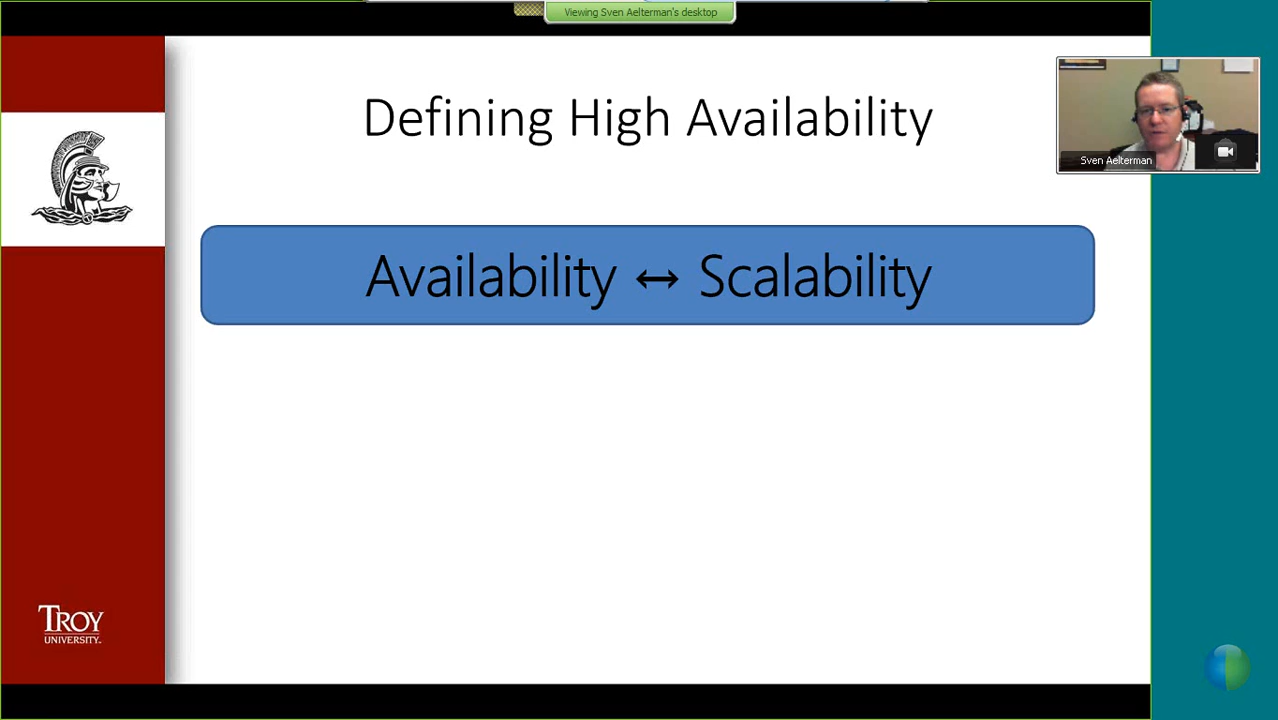 Viewing Sven Aelterman's desktop
Defining High Availability
Sven Aelterman
Availability ↔ Scalability
TROY
UNIVERSITY